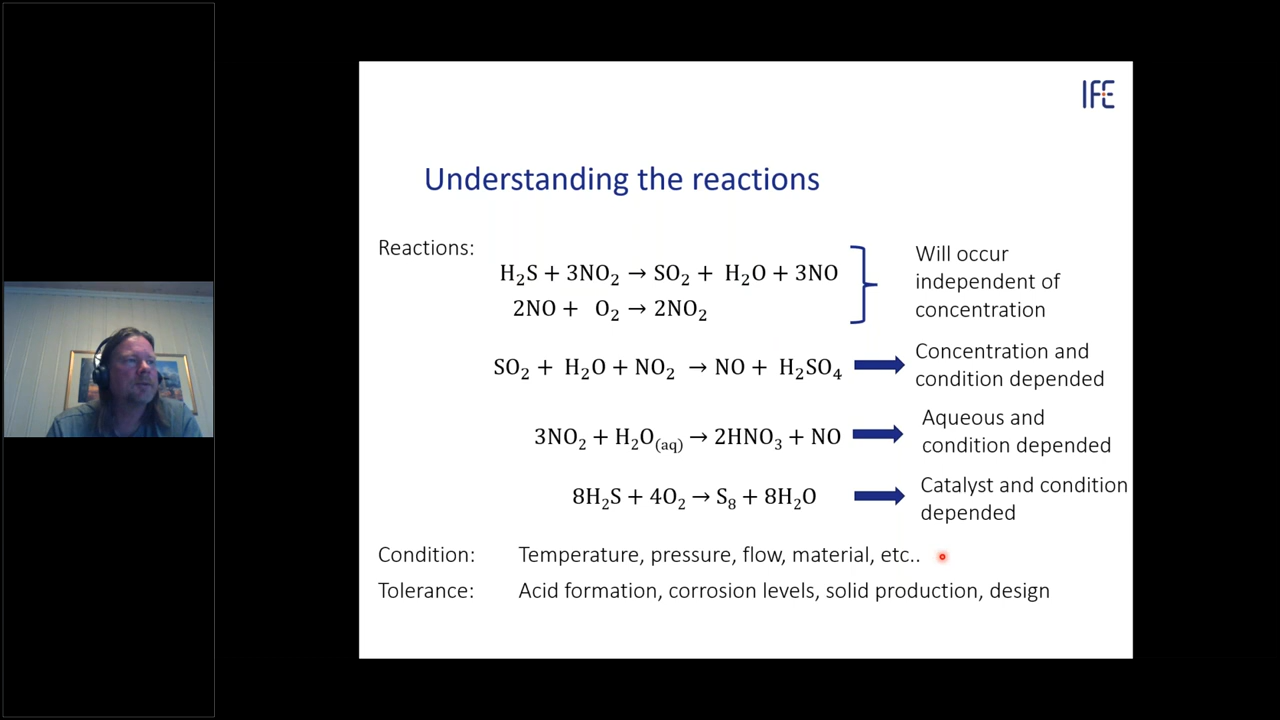 IFE
Understanding the reactions
Reactions:
H₂S + 3NO₂ → SO₂ + H₂O + 3NO
2NO + O₂ → 2NO₂
Will occur
independent of
concentration
SO₂ + H₂O + NO₂ → NO + H₂SO₄
Concentration and
condition depended
3NO₂ + H₂O(aq) → 2HNO₃ + NO
Aqueous and
condition depended
8H₂S + 4O₂ → S₈ + 8H₂O
Catalyst and condition
depended
Condition: Temperature, pressure, flow, material, etc..
Tolerance: Acid formation, corrosion levels, solid production, design